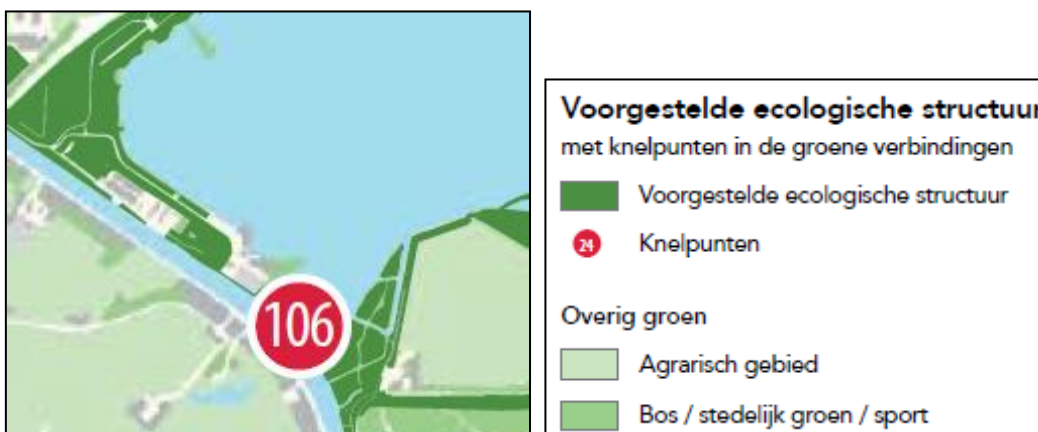 106
Voorgestelde ecologische structuur
met knelpunten in de groene verbindingen
Voorgestelde ecologische structuur
24 Knelpunten
Overig groen
Agrarisch gebied
Bos / stedelijk groen / sport